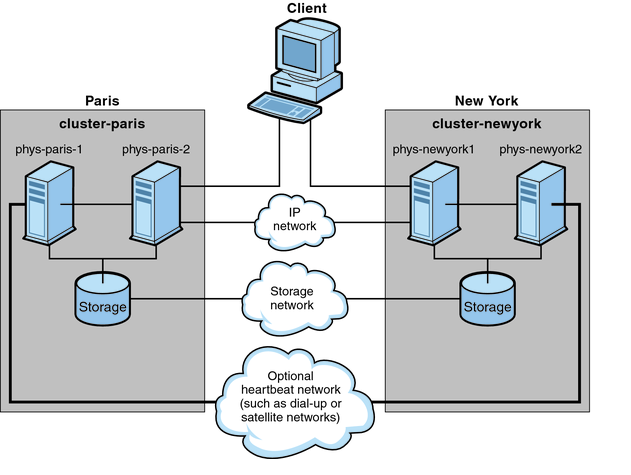 Client
Paris
New York
cluster-paris
cluster-newyork
phys-paris-1
phys-paris-2
phys-newyork1
phys-newyork2
IP
network
Storage
Storage
network
Storage
Optional
heartbeat network
(such as dial-up or
satellite networks)